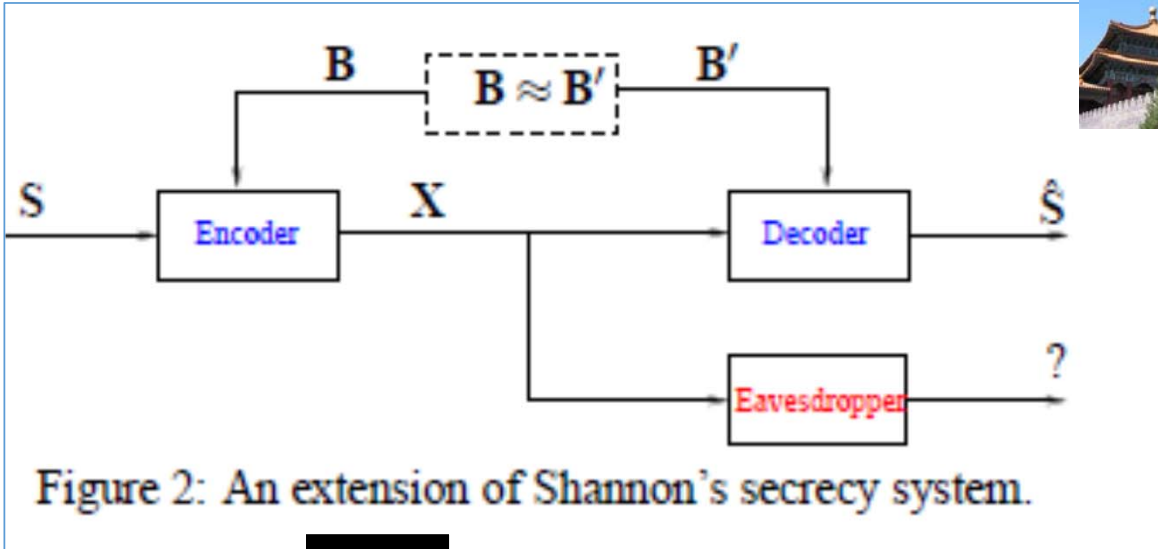 B B ≈ B′ B′
S Encoder X Decoder Ŝ
Eavesdropper ?
Figure 2: An extension of Shannon's secrecy system.